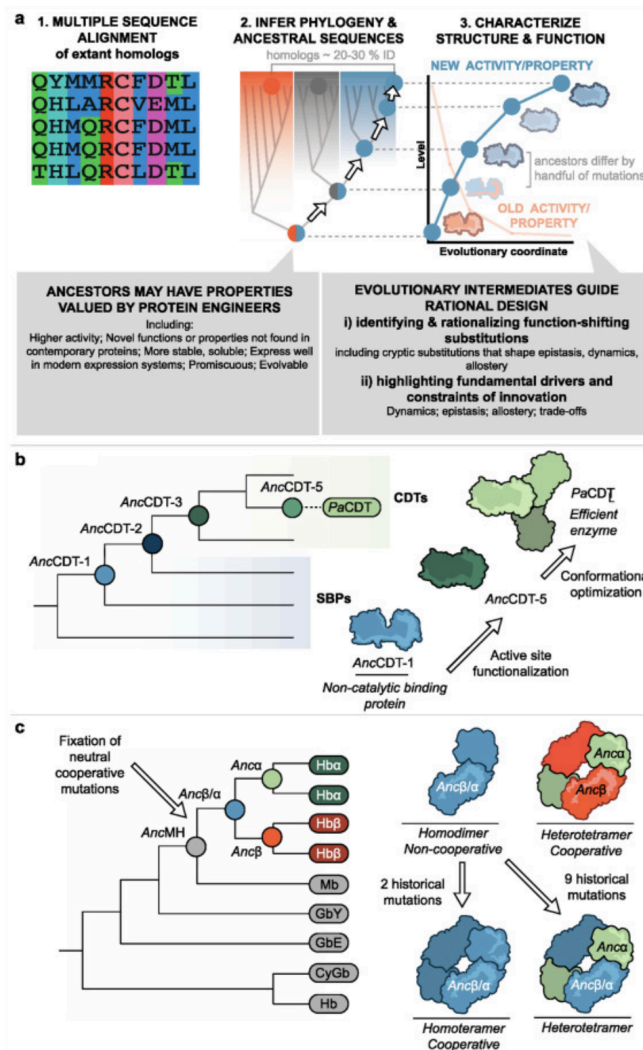 a
1. MULTIPLE SEQUENCE
ALIGNMENT
of extant homologs
QYMMRCFDTL
QHLARCVEML
QHMQRCFDML
QHMQRCFDML
THLQRCLDTL
2. INFER PHYLOGENY &
ANCESTRAL SEQUENCES
homologs ~ 20-30 % ID
3. CHARACTERIZE
STRUCTURE & FUNCTION
NEW ACTIVITY/PROPERTY
Level
ancestors differ by
handful of mutations
OLD ACTIVITY/
PROPERTY
Evolutionary coordinate
ANCESTORS MAY HAVE PROPERTIES
VALUED BY PROTEIN ENGINEERS
Including:
Higher activity; Novel functions or properties not found in
contemporary proteins; More stable, soluble; Express well
in modern expression systems; Promiscuous; Evolvable
EVOLUTIONARY INTERMEDIATES GUIDE
RATIONAL DESIGN
i) identifying & rationalizing function-shifting
substitutions
including cryptic substitutions that shape epistasis, dynamics,
allostery
ii) highlighting fundamental drivers and
constraints of innovation
Dynamics; epistasis; allostery; trade-offs
b
AncCDT-5
AncCDT-3
PaCDT
CDTs
AncCDT-2
AncCDT-1
SBPs
AncCDT-1
Non-catalytic binding
protein
Active site
functionalization
AncCDT-5
Conformational
optimization
PaCDT
Efficient
enzyme
c
Fixation of
neutral
cooperative
mutations
Ancα
Ancβ/α
AncMH
Ancβ
Hbα
Hbα
Hbβ
Hbβ
Mb
GbY
GbE
CyGb
Hb
Ancβ/α
Homodimer
Non-cooperative
Ancα
Ancβ
Heterotetramer
Cooperative
2 historical
mutations
9 historical
mutations
Ancβ/α
Homoteramer
Cooperative
Ancα
Ancβ/α
Heterotetramer